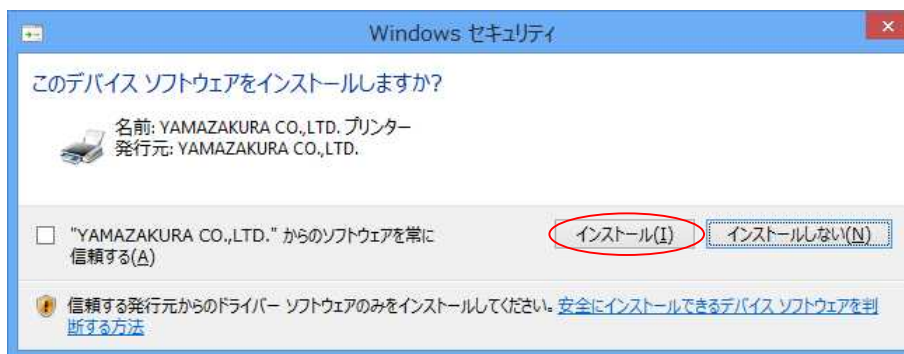 Windows セキュリティ
このデバイス ソフトウェアをインストールしますか?
名前: YAMAZAKURA CO.,LTD. プリンター
発行元: YAMAZAKURA CO.,LTD.
"YAMAZAKURA CO.,LTD." からのソフトウェアを常に
信頼する(A)
インストール(I)
インストールしない(N)
信頼する発行元からのドライバー ソフトウェアのみをインストールしてください。安全にインストールできるデバイス ソフトウェアを判
断する方法